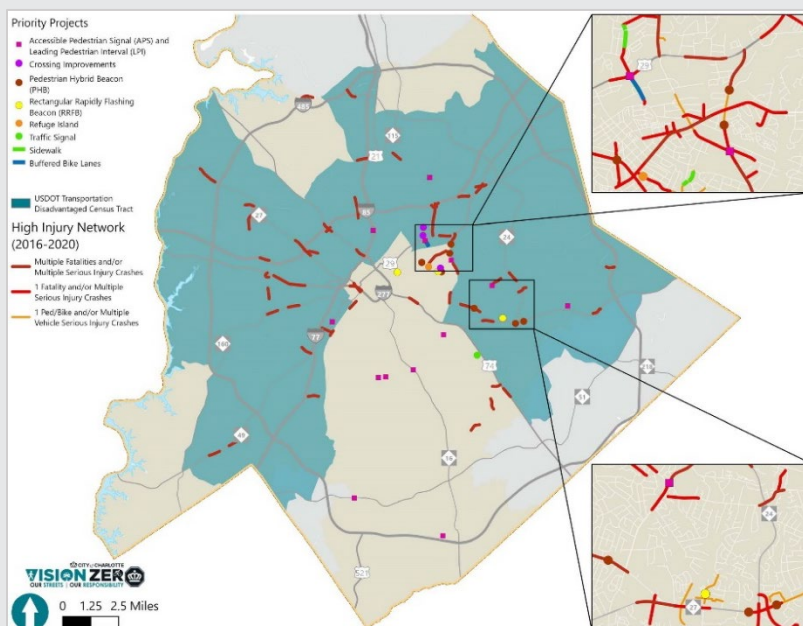 Priority Projects
Accessible Pedestrian Signal (APS) and
Leading Pedestrian Interval (LPI)
Crossing Improvements
Pedestrian Hybrid Beacon
(PHB)
Rectangular Rapidly Flashing
Beacon (RRFB)
Refuge Island
Traffic Signal
Sidewalk
Buffered Bike Lanes
USDOT Transportation
Disadvantaged Census Tract
High Injury Network
(2016-2020)
Multiple Fatalities and/or
Multiple Serious Injury Crashes
1 Fatality and/or Multiple
Serious Injury Crashes
1 Ped/Bike and/or Multiple
Vehicle Serious Injury Crashes
485
115
21
27
85
24
29
277
77
160
74
218
51
49
16
521
29
24
27
CITY of CHARLOTTE
VISION ZERO
OUR STREETS | OUR RESPONSIBILITY
0 1.25 2.5 Miles